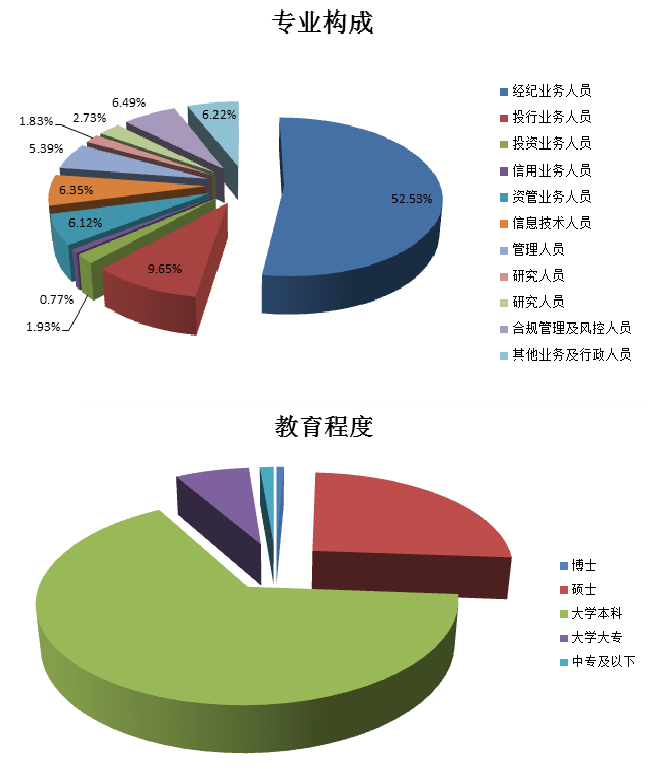 专业构成
6.49%
6.22%
2.73%
1.83%
5.39%
6.35%
6.12%
0.77%
1.93%
9.65%
52.53%
经纪业务人员
投行业务人员
投资业务人员
信用业务人员
资管业务人员
信息技术人员
管理人员
研究人员
研究人员
合规管理及风控人员
其他业务及行政人员
教育程度
博士
硕士
大学本科
大学大专
中专及以下